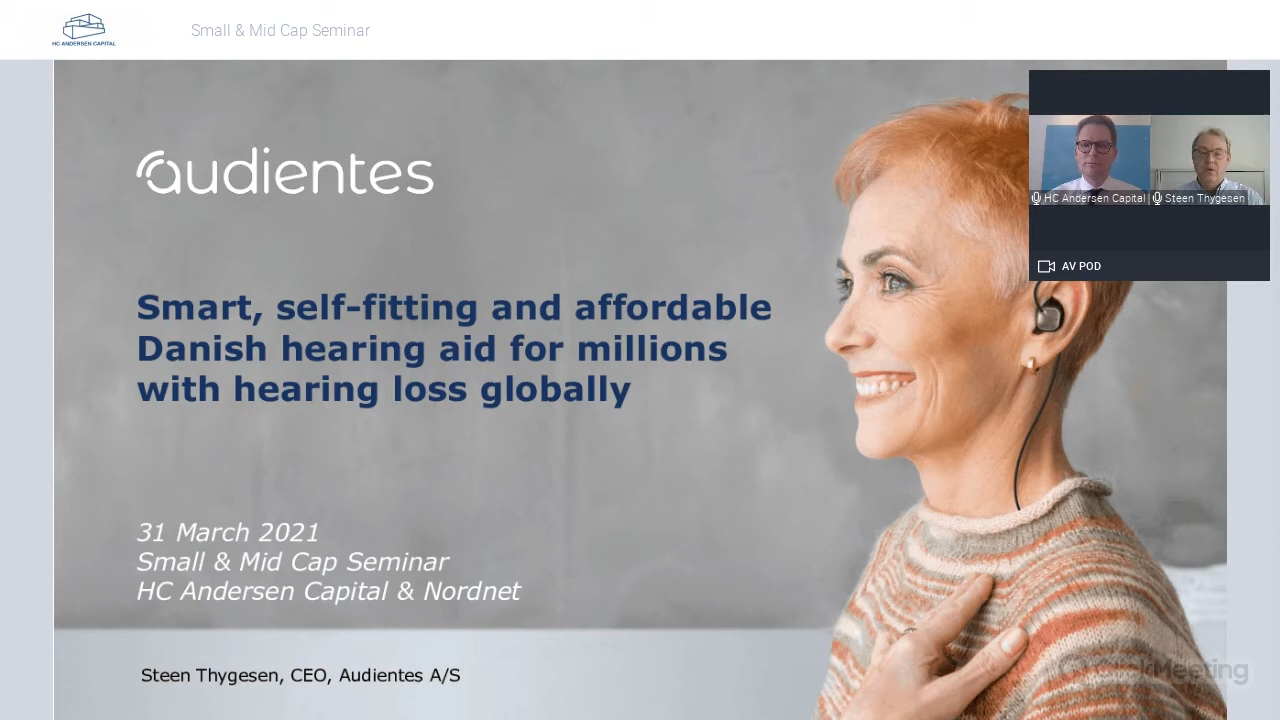 HC ANDERSEN CAPITAL
Small & Mid Cap Seminar
audientes
Smart, self-fitting and affordable
Danish hearing aid for millions
with hearing loss globally
31 March 2021
Small & Mid Cap Seminar
HC Andersen Capital & Nordnet
Steen Thygesen, CEO, Audientes A/S
HC Andersen Capital
Steen Thygesen
AV POD